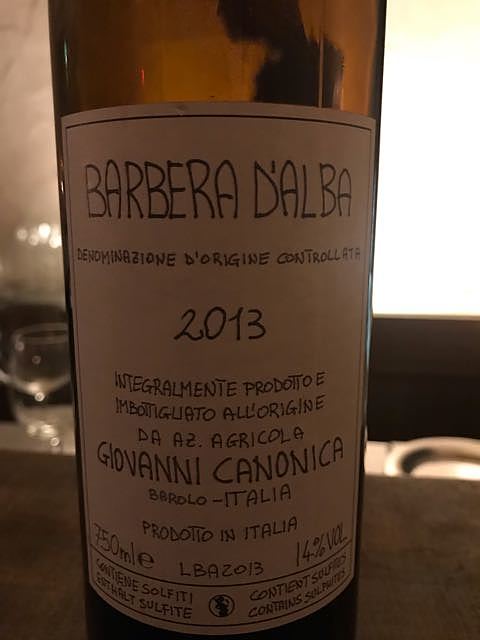 BARBERA D'ALBA
DENOMINAZIONE D'ORIGINE CONTROLLATA
2013
INTEGRALMENTE PRODOTTO E
IMBOTTIGLIATO ALL'ORIGINE
DA AZ. AGRICOLA
GIOVANNI CANONICA
BAROLO - ITALIA
PRODOTTO IN ITALIA
750ml e
14% VOL
LBA2013
CONTIENE SOLFITI
ENTHALT SULFITE
CONTIENT SULFITES
CONTAINS SULPHITES